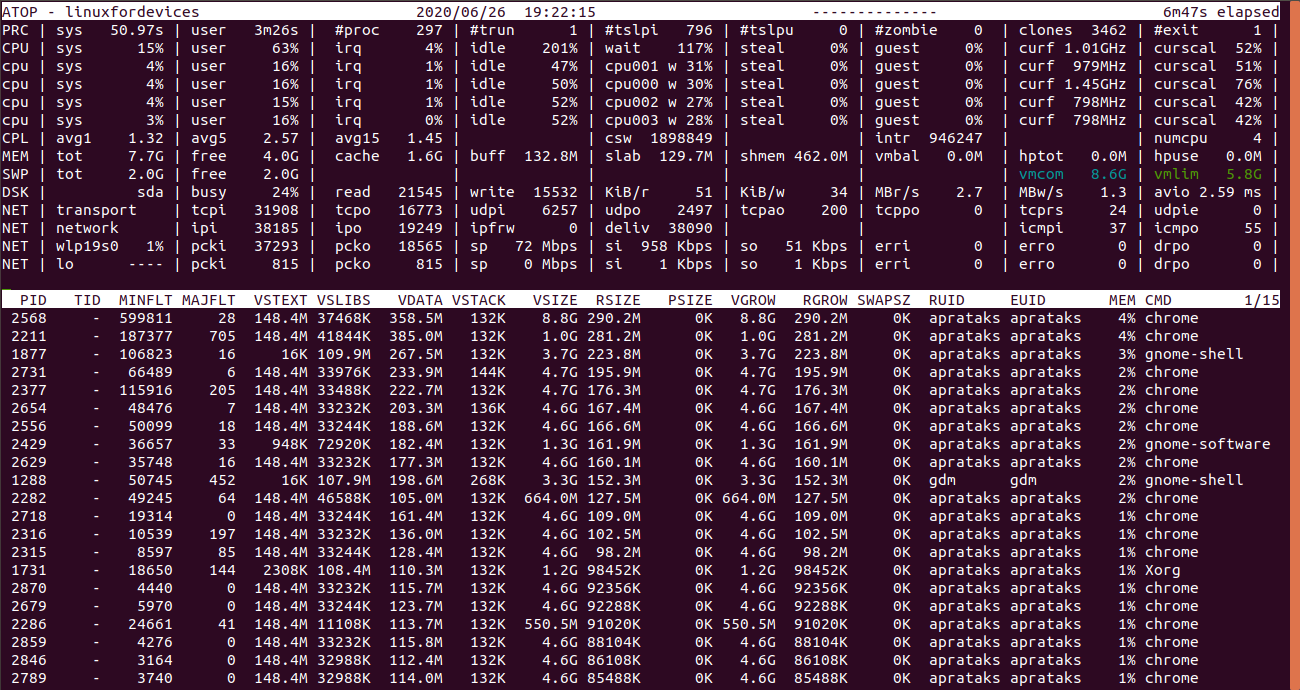 ATOP - linuxfordevices 2020/06/26 19:22:15 -------------- 6m47s elapsed
PRC | sys 50.97s | user 3m26s | #proc 297 | #trun 1 | #tslpi 796 | #tslpu 0 | #zombie 0 | clones 3462 | #exit 1 |
CPU | sys 15% | user 63% | irq 4% | idle 201% | wait 117% | steal 0% | guest 0% | curf 1.01GHz | curscal 52% |
cpu | sys 4% | user 16% | irq 1% | idle 47% | cpu001 w 31% | steal 0% | guest 0% | curf 979MHz | curscal 51% |
cpu | sys 4% | user 16% | irq 1% | idle 50% | cpu000 w 30% | steal 0% | guest 0% | curf 1.45GHz | curscal 76% |
cpu | sys 4% | user 15% | irq 1% | idle 52% | cpu002 w 27% | steal 0% | guest 0% | curf 798MHz | curscal 42% |
cpu | sys 3% | user 16% | irq 0% | idle 52% | cpu003 w 28% | steal 0% | guest 0% | curf 798MHz | curscal 42% |
CPL | avg1 1.32 | avg5 2.57 | avg15 1.45 | | csw 1898849 | | intr 946247 | | numcpu 4 |
MEM | tot 7.7G | free 4.0G | cache 1.6G | buff 132.8M | slab 129.7M | shmem 462.0M | vmbal 0.0M | hptot 0.0M | hpuse 0.0M |
SWP | tot 2.0G | free 2.0G | | | | | | vmcom 8.6G | vmlim 5.8G |
DSK | sda | busy 24% | read 21545 | write 15532 | KiB/r 51 | KiB/w 34 | MBr/s 2.7 | MBw/s 1.3 | avio 2.59 ms |
NET | transport | tcpi 31908 | tcpo 16773 | udpi 6257 | udpo 2497 | tcpao 200 | tcppo 0 | tcprs 24 | udpie 0 |
NET | network | ipi 38185 | ipo 19249 | ipfrw 0 | deliv 38090 | | | icmpi 37 | icmpo 55 |
NET | wlp19s0 1% | pcki 37293 | pcko 18565 | sp 72 Mbps | si 958 Kbps | so 51 Kbps | erri 0 | erro 0 | drpo 0 |
NET | lo ---- | pcki 815 | pcko 815 | sp 0 Mbps | si 1 Kbps | so 1 Kbps | erri 0 | erro 0 | drpo 0 |
PID TID MINFLT MAJFLT VSTEXT VSLIBS VDATA VSTACK VSIZE RSIZE PSIZE VGROW RGROW SWAPSZ RUID EUID MEM CMD 1/15
2568 - 599811 28 148.4M 37468K 358.5M 132K 8.8G 290.2M 0K 8.8G 290.2M 0K aprataks aprataks 4% chrome
2211 - 187377 705 148.4M 41844K 385.0M 132K 1.0G 281.2M 0K 1.0G 281.2M 0K aprataks aprataks 4% chrome
1877 - 106823 16 16K 109.9M 267.5M 132K 3.7G 223.8M 0K 3.7G 223.8M 0K aprataks aprataks 3% gnome-shell
2731 - 66489 6 148.4M 33976K 233.9M 144K 4.7G 195.9M 0K 4.7G 195.9M 0K aprataks aprataks 2% chrome
2377 - 115916 205 148.4M 33488K 222.7M 132K 4.7G 176.3M 0K 4.7G 176.3M 0K aprataks aprataks 2% chrome
2654 - 48476 7 148.4M 33232K 203.3M 136K 4.6G 167.4M 0K 4.6G 167.4M 0K aprataks aprataks 2% chrome
2556 - 50099 18 148.4M 33244K 188.6M 132K 4.6G 166.6M 0K 4.6G 166.6M 0K aprataks aprataks 2% chrome
2429 - 36657 33 948K 72920K 182.4M 132K 1.3G 161.9M 0K 1.3G 161.9M 0K aprataks aprataks 2% gnome-software
2629 - 35748 16 148.4M 33232K 177.3M 132K 4.6G 160.1M 0K 4.6G 160.1M 0K aprataks aprataks 2% chrome
1288 - 50745 452 16K 107.9M 198.6M 268K 3.3G 152.3M 0K 3.3G 152.3M 0K gdm gdm 2% gnome-shell
2282 - 49245 64 148.4M 46588K 105.0M 132K 664.0M 127.5M 0K 664.0M 127.5M 0K aprataks aprataks 2% chrome
2718 - 19314 0 148.4M 33244K 161.4M 132K 4.6G 109.0M 0K 4.6G 109.0M 0K aprataks aprataks 1% chrome
2316 - 10539 197 148.4M 33232K 136.0M 132K 4.6G 102.5M 0K 4.6G 102.5M 0K aprataks aprataks 1% chrome
2315 - 8597 85 148.4M 33244K 128.4M 132K 4.6G 98.2M 0K 4.6G 98.2M 0K aprataks aprataks 1% chrome
1731 - 18650 144 2308K 108.4M 110.3M 132K 1.2G 98452K 0K 1.2G 98452K 0K aprataks aprataks 1% Xorg
2870 - 4440 0 148.4M 33232K 115.7M 132K 4.6G 92356K 0K 4.6G 92356K 0K aprataks aprataks 1% chrome
2679 - 5970 0 148.4M 33244K 123.7M 132K 4.6G 92288K 0K 4.6G 92288K 0K aprataks aprataks 1% chrome
2286 - 24661 41 148.4M 11108K 113.7M 132K 550.5M 91020K 0K 550.5M 91020K 0K aprataks aprataks 1% chrome
2859 - 4276 0 148.4M 33232K 115.8M 132K 4.6G 88104K 0K 4.6G 88104K 0K aprataks aprataks 1% chrome
2846 - 3164 0 148.4M 32988K 112.4M 132K 4.6G 86108K 0K 4.6G 86108K 0K aprataks aprataks 1% chrome
2789 - 3740 0 148.4M 32988K 114.0M 132K 4.6G 85488K 0K 4.6G 85488K 0K aprataks aprataks 1% chrome